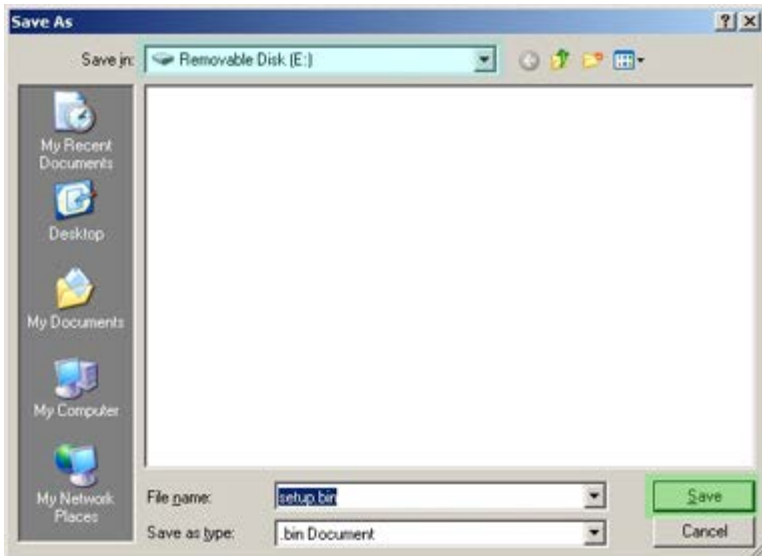 Save As
Save in:
Removable Disk (E:)
My Recent
Documents
Desktop
My Documents
My Computer
My Network
Places
File name:
setup.bin
Save
Save as type:
.bin Document
Cancel